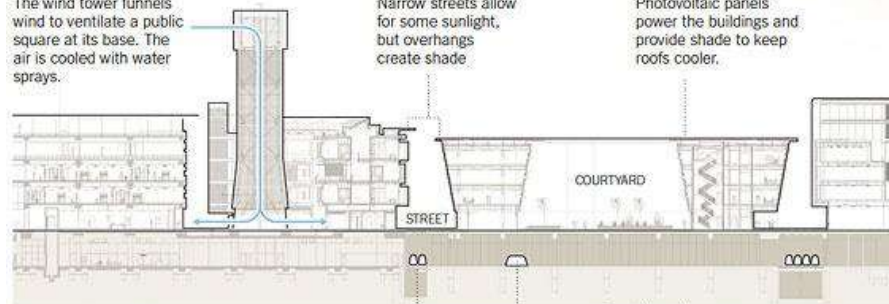 The wind tower funnels
wind to ventilate a public
square at its base. The
air is cooled with water
sprays.
Narrow streets allow
for some sunlight,
but overhangs
create shade
Photovoltaic panels
power the buildings and
provide shade to keep
roofs cooler.
COURTYARD
STREET